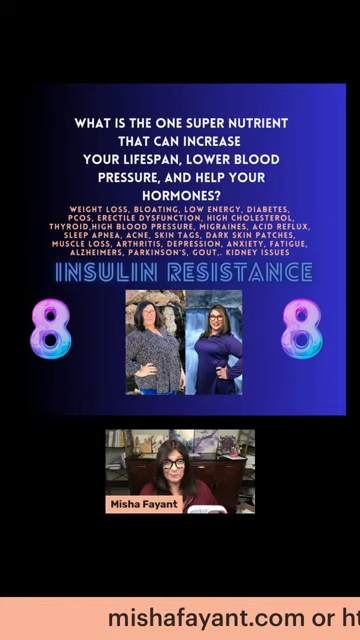 WHAT IS THE ONE SUPER NUTRIENT
THAT CAN INCREASE
YOUR LIFESPAN, LOWER BLOOD
PRESSURE, AND HELP YOUR
HORMONES?
WEIGHT LOSS, BLOATING, LOW ENERGY, DIABETES,
PCOS, ERECTILE DYSFUNCTION, HIGH CHOLESTEROL,
THYROID,HIGH BLOOD PRESSURE, MIGRAINES, ACID REFLUX,
SLEEP APNEA, ACNE, SKIN TAGS, DARK SKIN PATCHES,
MUSCLE LOSS, ARTHRITIS, DEPRESSION, ANXIETY, FATIGUE,
ALZHEIMERS, PARKINSON'S, GOUT,. KIDNEY ISSUES
INSULIN RESISTANCE
8 8
Misha Fayant
mishafayant.com or ht